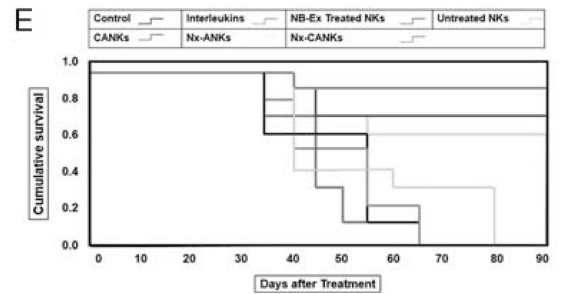 E
Control Interleukins NB-Ex Treated NKs Untreated NKs
CANKs Nx-ANKs Nx-CANKs
Cumulative survival
1.0
0.8
0.6
0.4
0.2
0.0
0 10 20 30 40 50 60 70 80 90
Days after Treatment